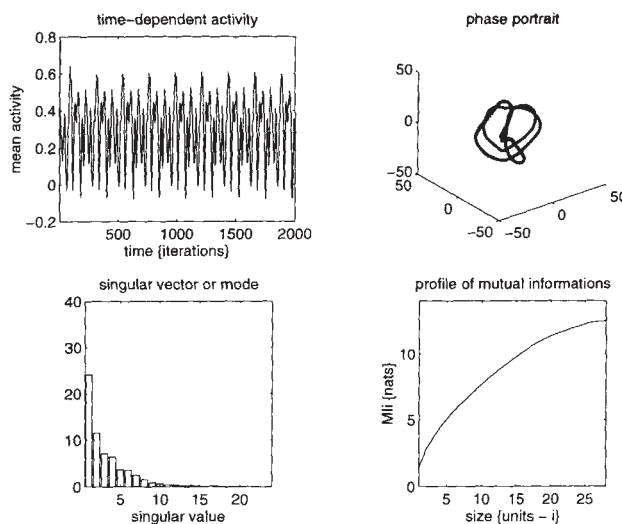 time-dependent activity
0.8
0.6
0.4
0.2
0
-0.2
mean activity
500 1000 1500 2000
time {iterations}
phase portrait
50
0
-50
50
0
-50
-50
0
50
singular vector or mode
40
30
20
10
0
5 10 15 20
singular value
profile of mutual informations
10
5
0
MIi {nats}
5 10 15 20 25
size {units - i}